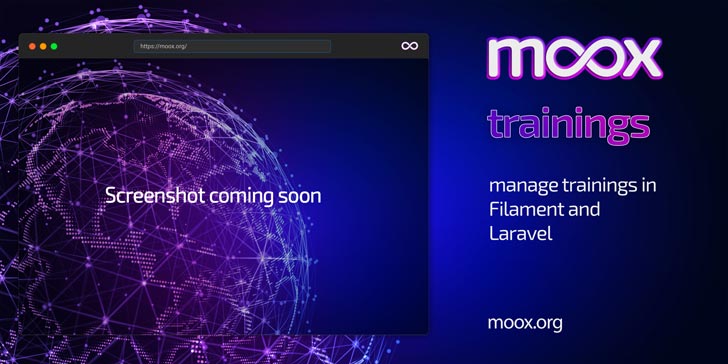 https://moox.org/
Screenshot coming soon
moox
trainings
manage trainings in
Filament and
Laravel
moox.org